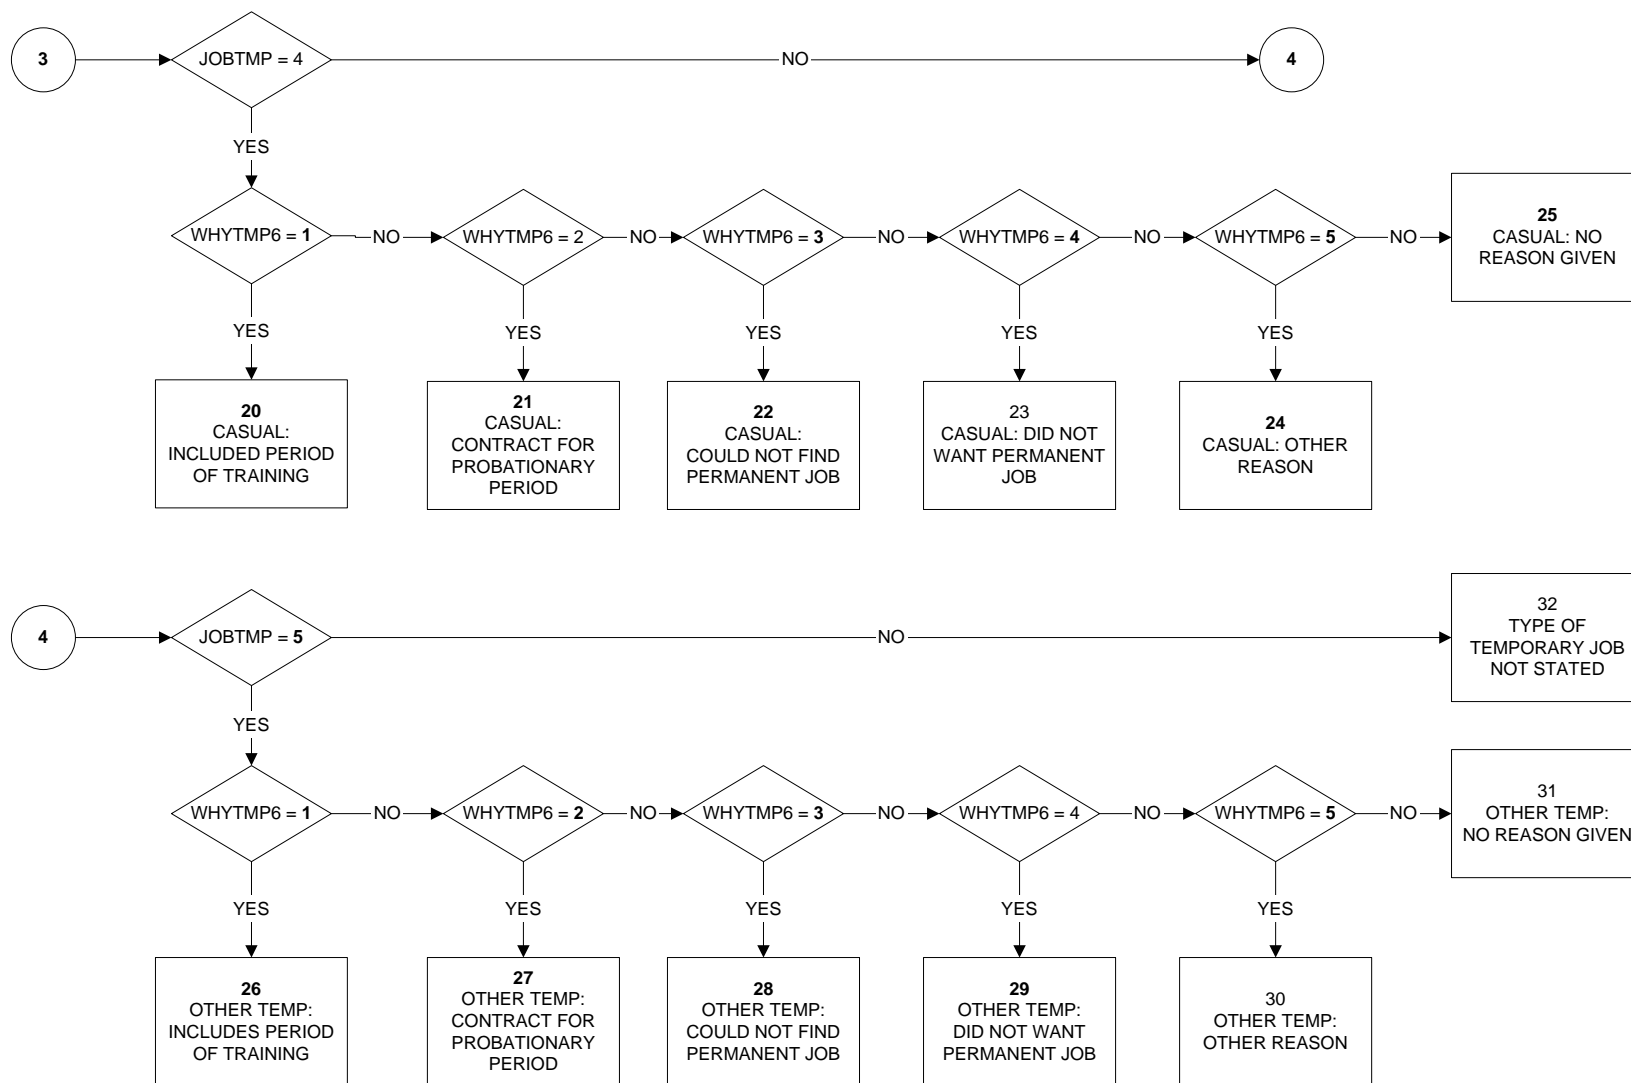 3
JOBTMP = 4
NO
4
YES
WHYTMP6 = 1
NO
WHYTMP6 = 2
NO
WHYTMP6 = 3
NO
WHYTMP6 = 4
NO
WHYTMP6 = 5
NO
25
CASUAL: NO
REASON GIVEN
YES
YES
YES
YES
YES
20
CASUAL:
INCLUDED PERIOD
OF TRAINING
21
CASUAL:
CONTRACT FOR
PROBATIONARY
PERIOD
22
CASUAL:
COULD NOT FIND
PERMANENT JOB
23
CASUAL: DID NOT
WANT PERMANENT
JOB
24
CASUAL: OTHER
REASON
4
JOBTMP = 5
NO
32
TYPE OF
TEMPORARY JOB
NOT STATED
YES
WHYTMP6 = 1
NO
WHYTMP6 = 2
NO
WHYTMP6 = 3
NO
WHYTMP6 = 4
NO
WHYTMP6 = 5
NO
31
OTHER TEMP:
NO REASON GIVEN
YES
YES
YES
YES
YES
26
OTHER TEMP:
INCLUDES PERIOD
OF TRAINING
27
OTHER TEMP:
CONTRACT FOR
PROBATIONARY
PERIOD
28
OTHER TEMP:
COULD NOT FIND
PERMANENT JOB
29
OTHER TEMP:
DID NOT WANT
PERMANENT JOB
30
OTHER TEMP:
OTHER REASON